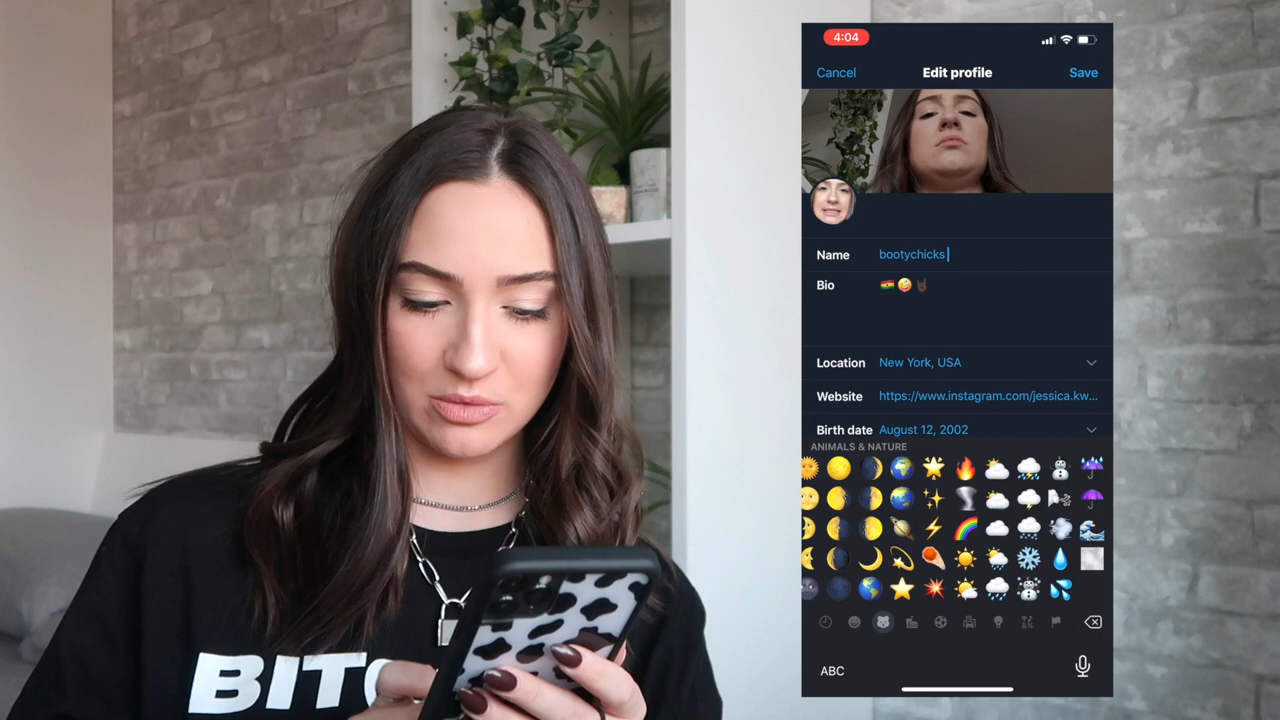 4:04
Cancel
Edit profile
Save
Name
bootychicks
Bio
🇬🇭🤪🤘🏿
Location
New York, USA
Website
https://www.instagram.com/jessica.kw...
Birth date
August 12, 2002
ANIMALS & NATURE
ABC
BITC